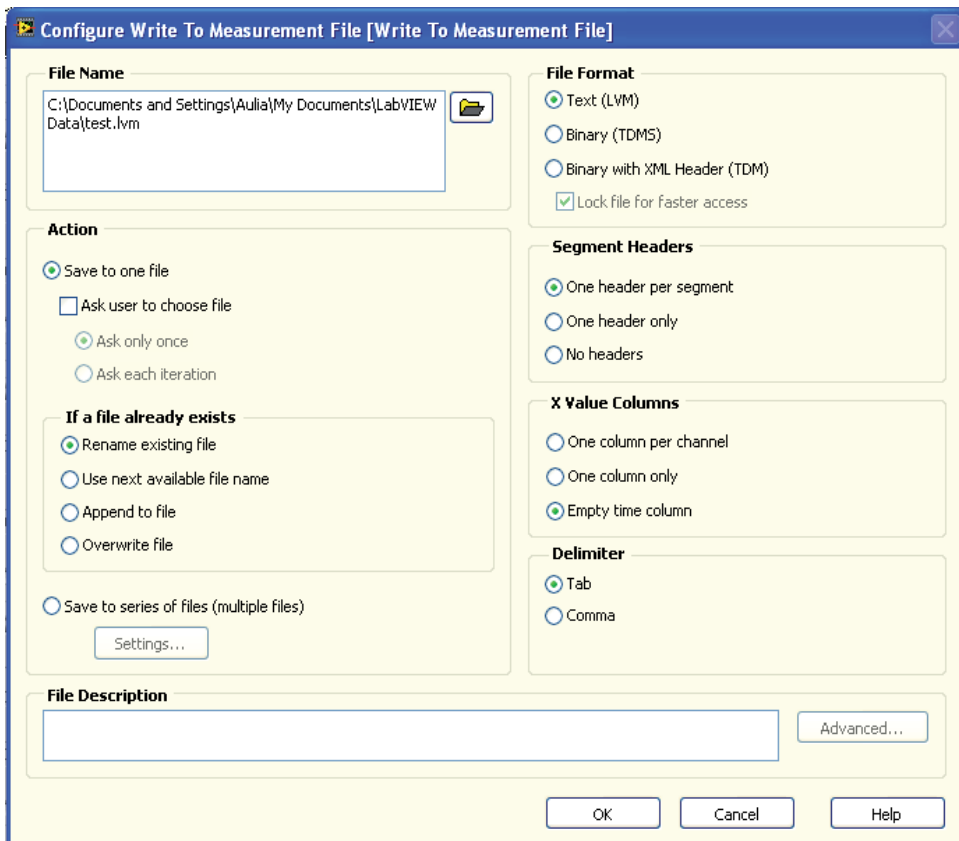 Configure Write To Measurement File [Write To Measurement File]
File Name
C:\Documents and Settings\Aulia\My Documents\LabVIEW
Data\test.lvm
Action
Save to one file
Ask user to choose file
Ask only once
Ask each iteration
If a file already exists
Rename existing file
Use next available file name
Append to file
Overwrite file
Save to series of files (multiple files)
Settings...
File Format
Text (LVM)
Binary (TDMS)
Binary with XML Header (TDM)
Lock file for faster access
Segment Headers
One header per segment
One header only
No headers
X Value Columns
One column per channel
One column only
Empty time column
Delimiter
Tab
Comma
File Description
Advanced...
OK
Cancel
Help